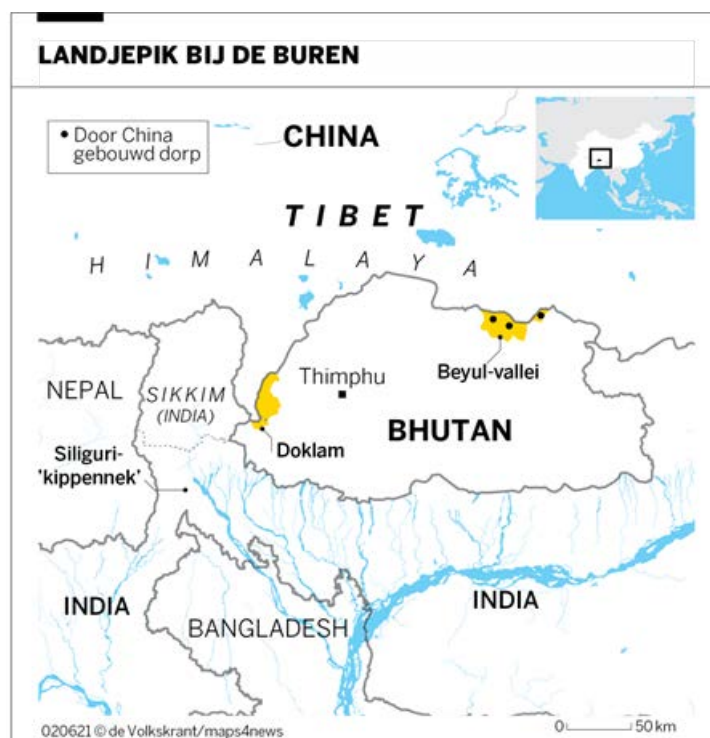 LANDJEPIK BIJ DE BUREN
• Door China
gebouwd dorp
CHINA
TIBET
HIMALAYA
Beyul-vallei
Thimphu
NEPAL
SIKKIM
(INDIA)
BHUTAN
Doklam
Siliguri-
'kippennek'
INDIA
BANGLADESH
INDIA
020621 © de Volkskrant/maps4news
0 50 km